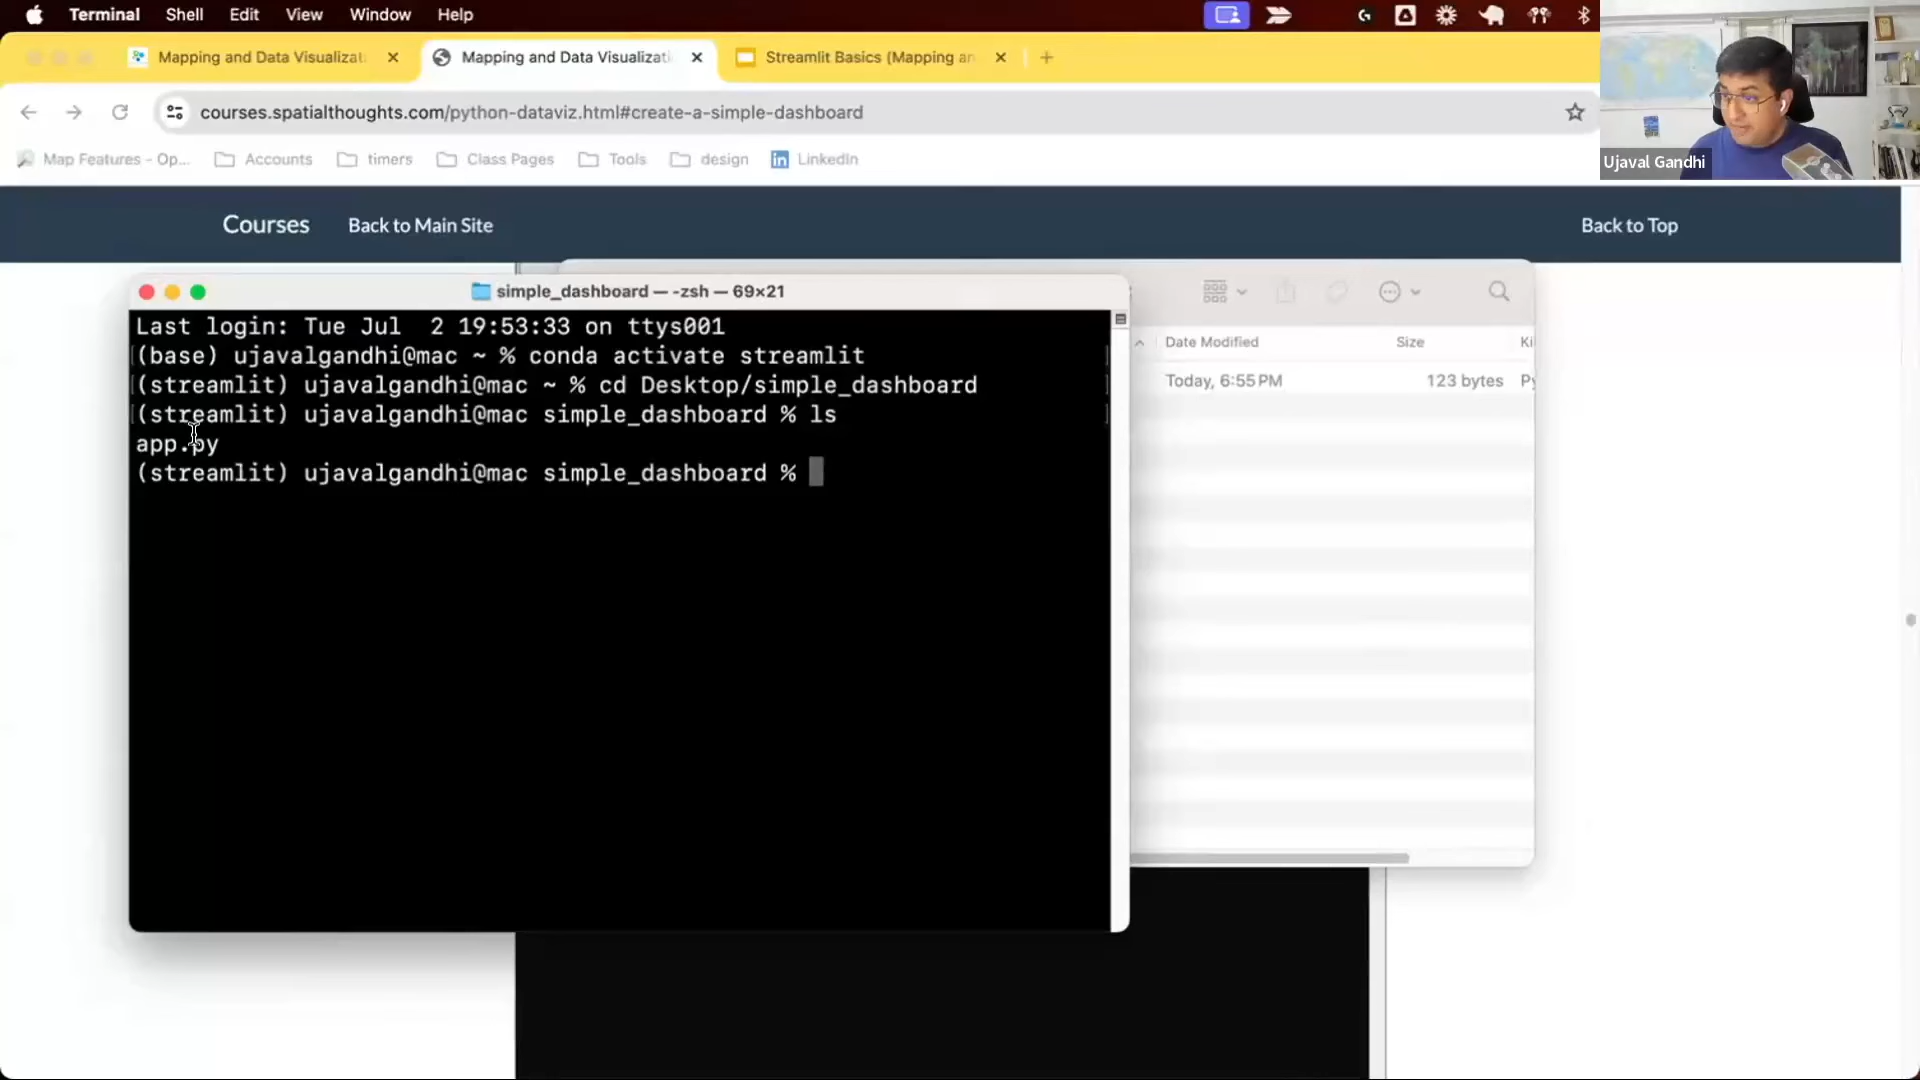 Terminal Shell Edit View Window Help
Mapping and Data Visualizat
Mapping and Data Visualizati
Streamlit Basics (Mapping an
courses.spatialthoughts.com/python-dataviz.html#create-a-simple-dashboard
Map Features - Op... Accounts timers Class Pages Tools design LinkedIn
Ujaval Gandhi
Courses Back to Main Site Back to Top
simple_dashboard — -zsh — 69×21
Last login: Tue Jul 2 19:53:33 on ttys001
(base) ujavalgandhi@mac ~ % conda activate streamlit
(streamlit) ujavalgandhi@mac ~ % cd Desktop/simple_dashboard
(streamlit) ujavalgandhi@mac simple_dashboard % ls
app.py
(streamlit) ujavalgandhi@mac simple_dashboard %
Date Modified Size Ki
Today, 6:55 PM 123 bytes Py